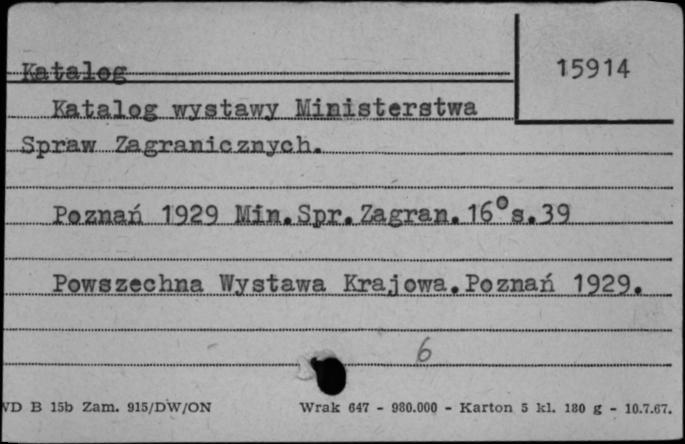 Katalog
15914
Katalog wystawy Ministerstwa
Spraw Zagranicznych.
Poznań 1929 Min.Spr.Zagran.16°s.39
Powszechna Wystawa Krajowa.Poznań 1929.
6
WD B 15b Zam. 915/DW/ON Wrak 647 - 980.000 - Karton 5 kl. 180 g - 10.7.67.